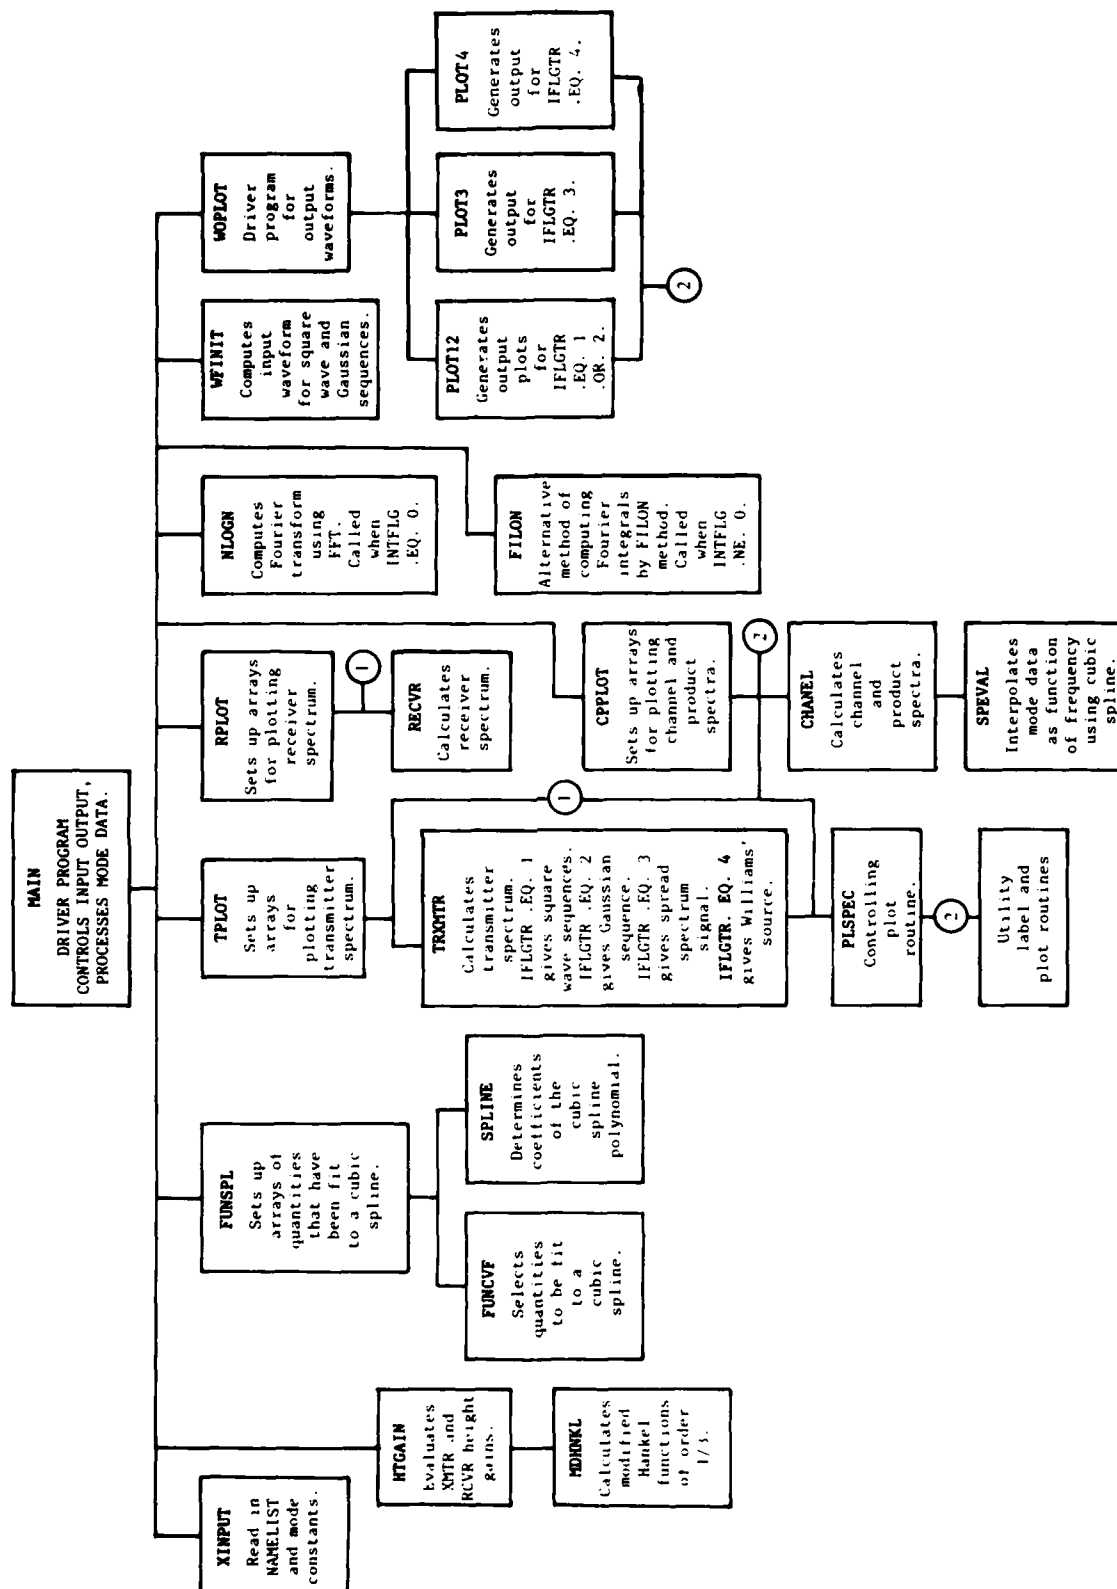 MAIN
DRIVER PROGRAM
CONTROLS INPUT OUTPUT,
PROCESSES MODE DATA.
XINPUT
Read in
NAMELIST
and mode
constants.
HTGAIN
Evaluates
XMTR and
RCVR height
gains.
MDHNKL
Calculates
modified
Hankel
functions
of order
1/3.
FUNSPL
Sets up
arrays of
quantities
that have
been fit
to a cubic
spline.
FUNCVF
Selects
quantities
to be fit
to a
cubic
spline.
SPLINE
Determines
coefficients
of the
cubic
spline
polynomial.
TPLOT
Sets up
arrays
for
plotting
transmitter
spectrum.
TRXMTR
Calculates
transmitter
spectrum.
IFLGTR .EQ. 1
gives square
wave sequences.
IFLGTR .EQ. 2
gives Gaussian
sequence.
IFLGTR .EQ. 3
gives spread
spectrum
signal.
IFLGTR. EQ. 4
gives Williams'
source.
PLSPEC
Controlling
plot
routine.
2
Utility
label and
plot routines
1
RPLOT
Sets up arrays
for plotting
receiver
spectrum.
1
RECVR
Calculates
receiver
spectrum.
CPPLOT
Sets up arrays
for plotting
channel and
product
spectra.
2
CHANEL
Calculates
channel
and
product
spectra.
SPEVAL
Interpolates
mode data
as function
of frequency
using cubic
spline.
NLOGN
Computes
Fourier
transform
using
FFT.
Called
when
INTFLG
.EQ. 0.
FILON
Alternative
method of
computing
Fourier
integrals
by FILON
method.
Called
when
INTFLG
.NE. 0.
WFINIT
Computes
input
waveform
for square
wave and
Gaussian
sequences.
WOPLOT
Driver
program
for
output
waveforms.
PLOT12
Generates
output
plots
for
IFLGTR
.EQ. 1
.OR. 2.
PLOT3
Generates
output
for
IFLGTR
.EQ. 3.
PLOT4
Generates
output
for
IFLGTR
.EQ. 4.
2